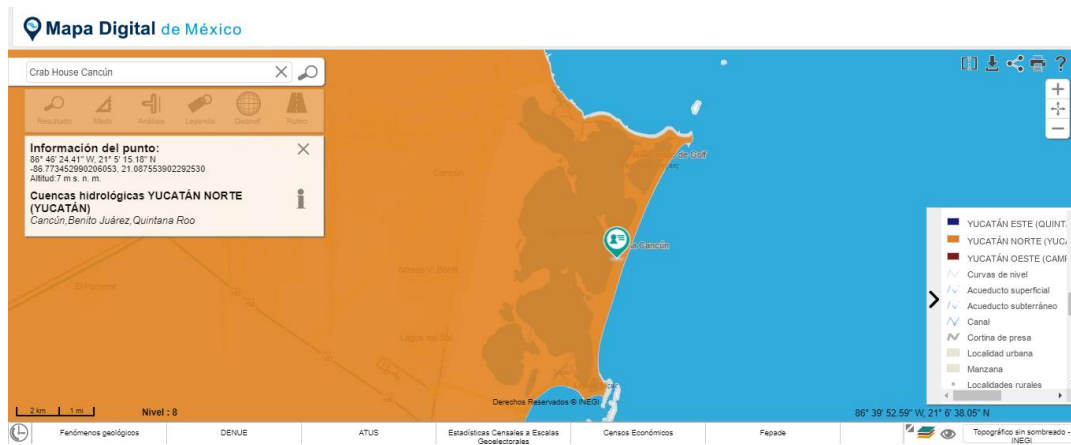 Mapa Digital de México
Crab House Cancún
Resultado Medir Análisis Leyenda Georref. Ruteo
Información del punto:
86° 46' 24.41" W, 21° 5' 15.18" N
-86.773452990206053, 21.087553902292530
Altitud:7 m s. n. m.
Cuencas hidrológicas YUCATÁN NORTE
(YUCATÁN)
Cancún,Benito Juárez,Quintana Roo
Cancún
de Golf
a Cancún
Alfredo V. Bonfil
El Porvenir
Lagos del Sol
YUCATÁN ESTE (QUINT.
YUCATÁN NORTE (YUC
YUCATÁN OESTE (CAMP
Curvas de nivel
Acueducto superficial
Acueducto subterráneo
Canal
Cortina de presa
Localidad urbana
Manzana
Localidades rurales
2 km 1 mi
Nivel : 8
Derechos Reservados © INEGI
86° 39' 52.59" W, 21° 6' 38.05" N
Fenómenos geológicos
DENUE
ATUS
Estadísticas Censales a Escalas
Geoelectorales
Censos Económicos
Fepade
Topográfico sin sombreado -
INEGI